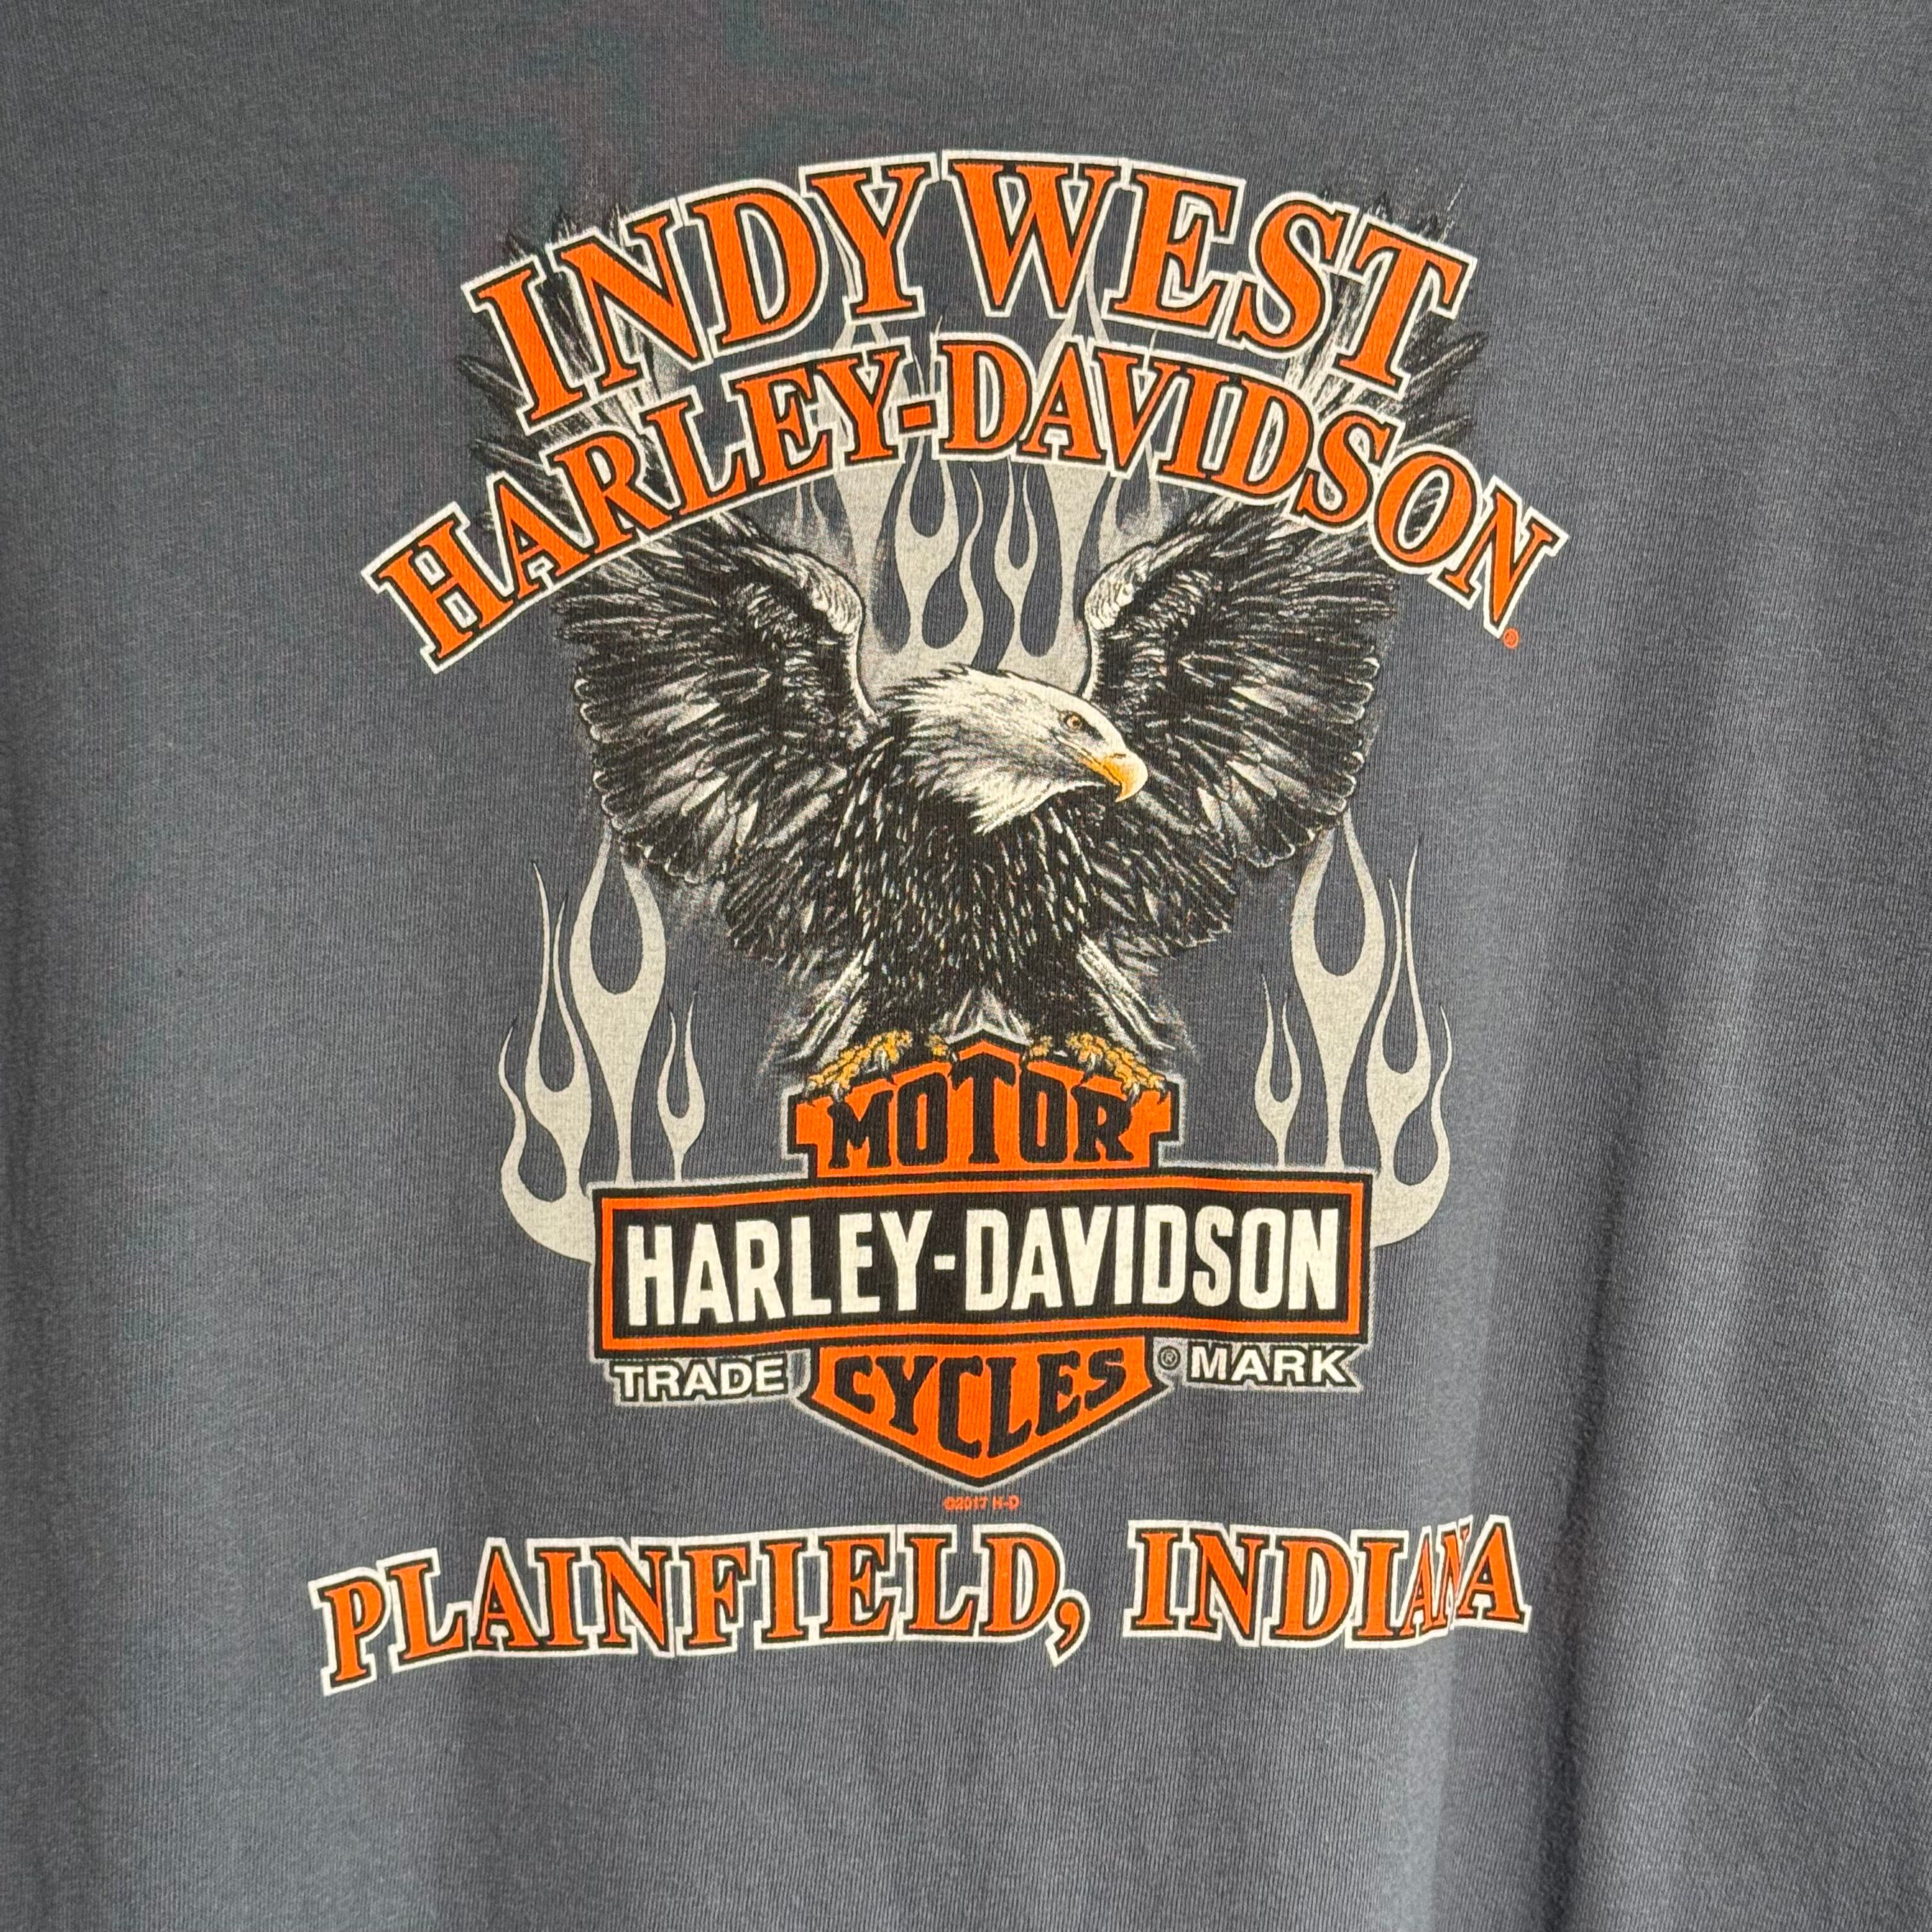 INDY WEST
HARLEY-DAVIDSON®
MOTOR
HARLEY-DAVIDSON
TRADE CYCLES ® MARK
©2017 H-D
PLAINFIELD, INDIANA